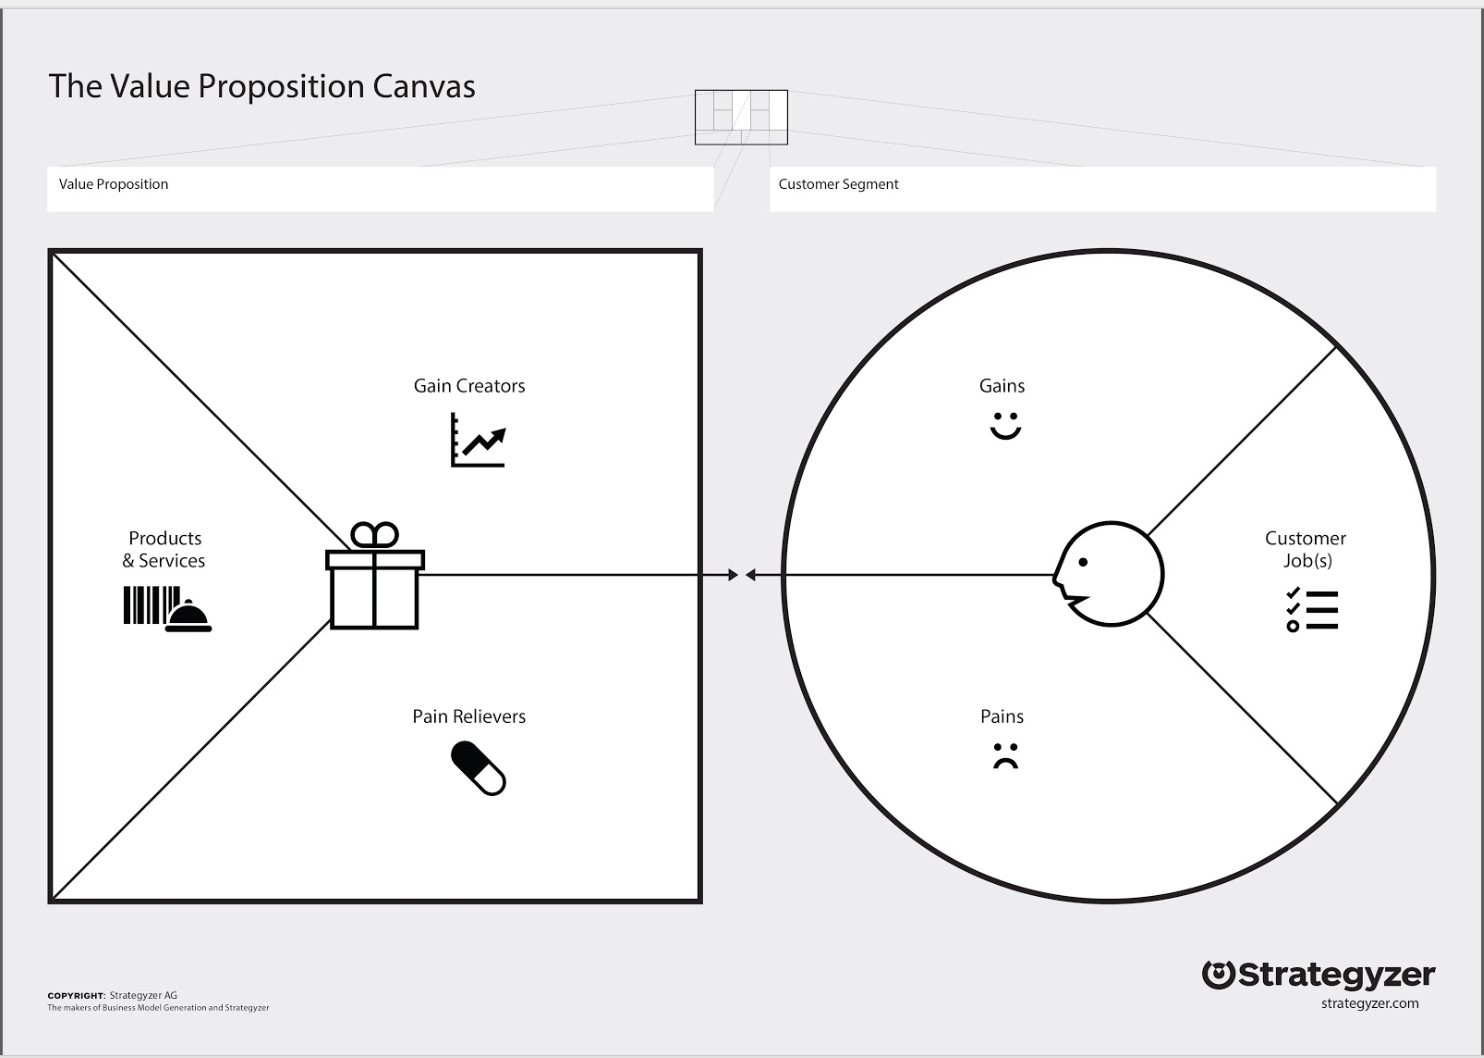 The Value Proposition Canvas
Value Proposition
Customer Segment
Gain Creators
Gains
Products
& Services
Customer
Job(s)
Pain Relievers
Pains
Strategyzer
COPYRIGHT: Strategyzer AG
The makers of Business Model Generation and Strategyzer
strategyzer.com